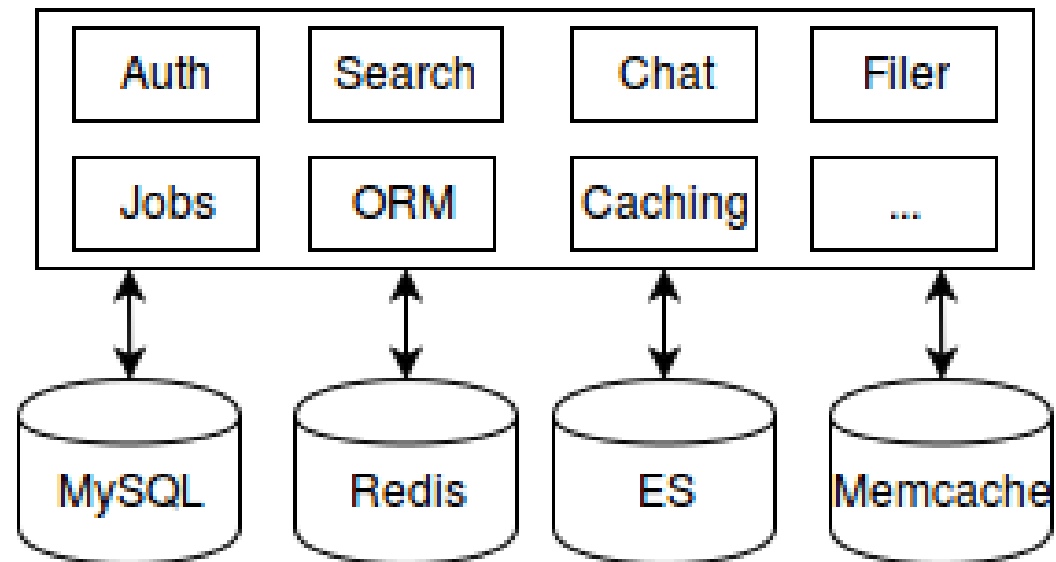 Auth
Search
Chat
Filer
Jobs
ORM
Caching
...
MySQL
Redis
ES
Memcache